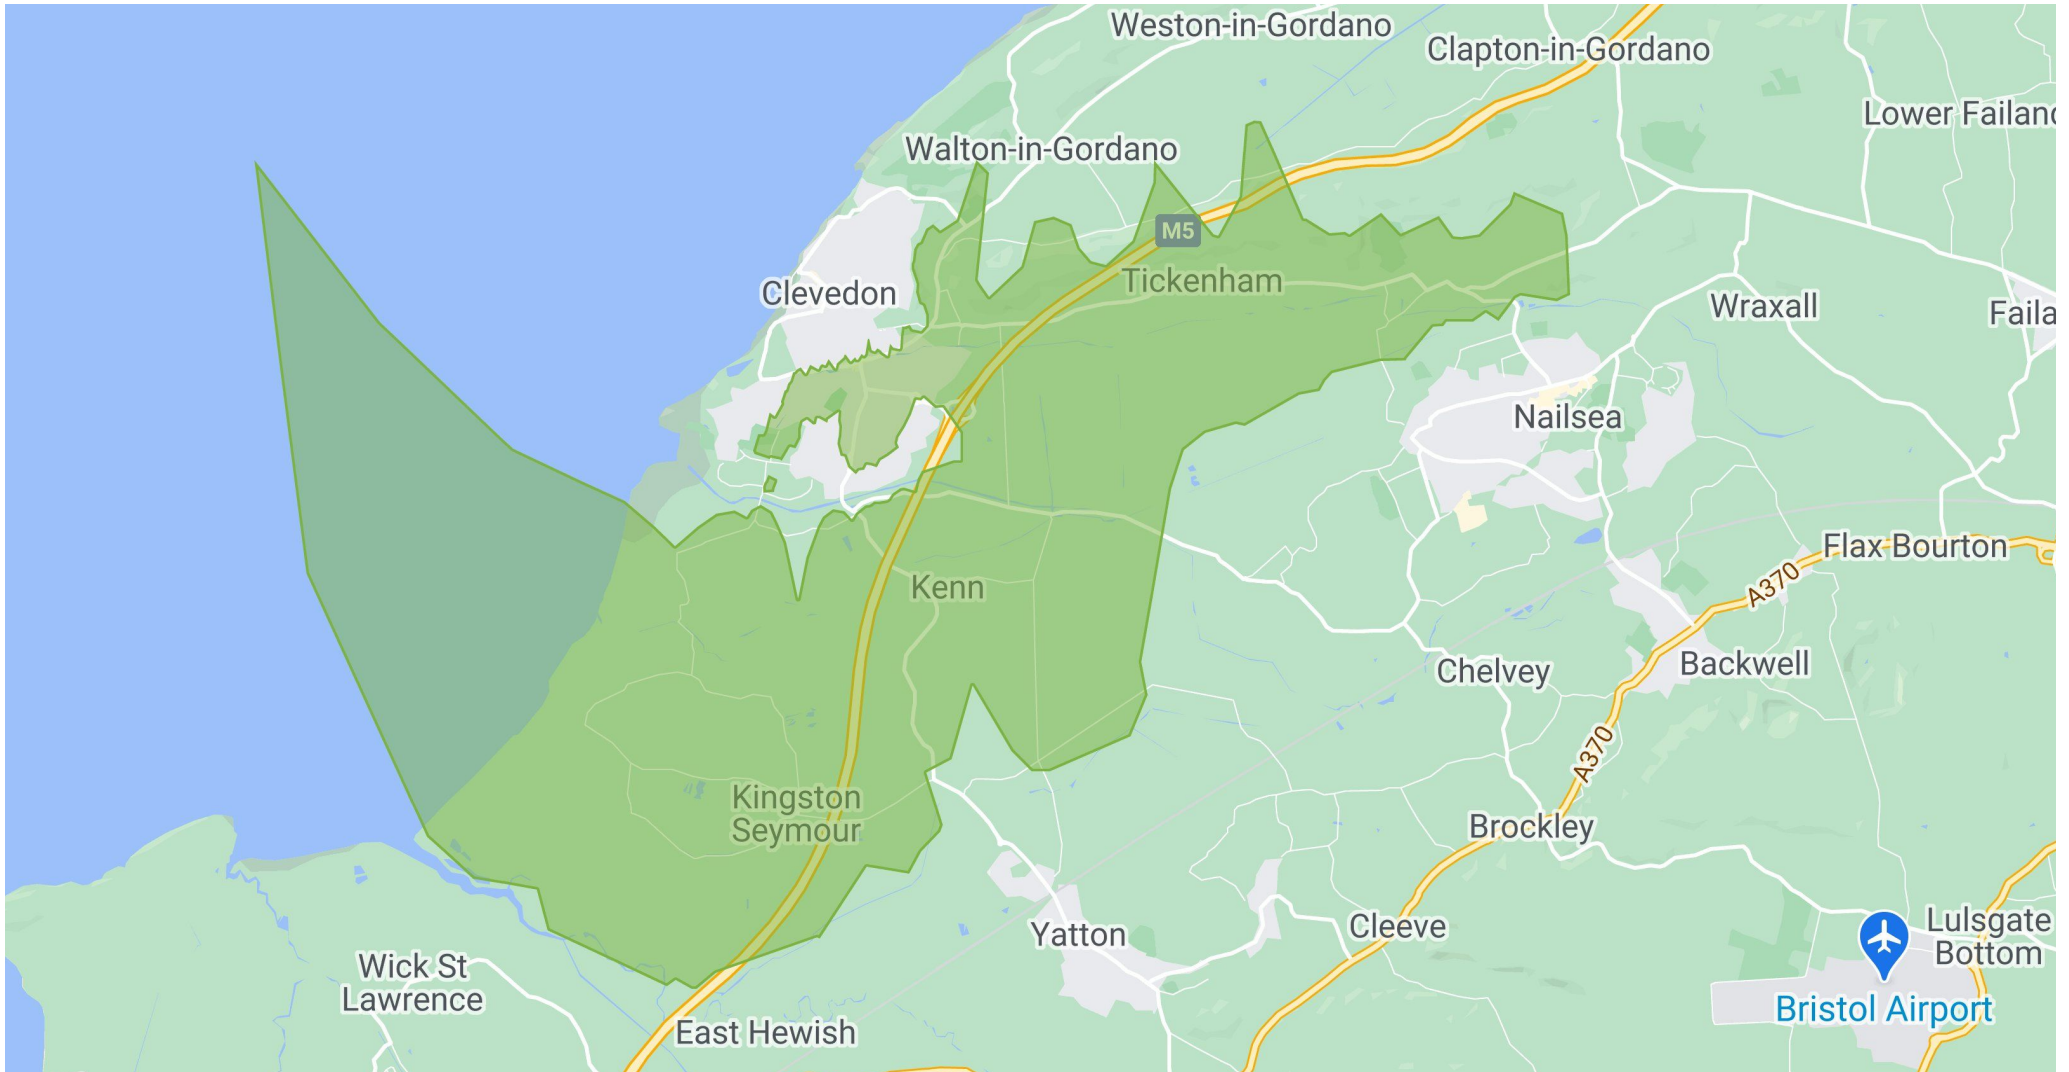 Weston-in-Gordano
Clapton-in-Gordano
Lower Failand
Walton-in-Gordano
M5
Tickenham
Clevedon
Wraxall
Faila
Nailsea
Flax Bourton
A370
Kenn
Backwell
Chelvey
A370
Kingston
Seymour
Brockley
Yatton
Cleeve
Lulsgate
Bottom
Wick St
Lawrence
Bristol Airport
East Hewish